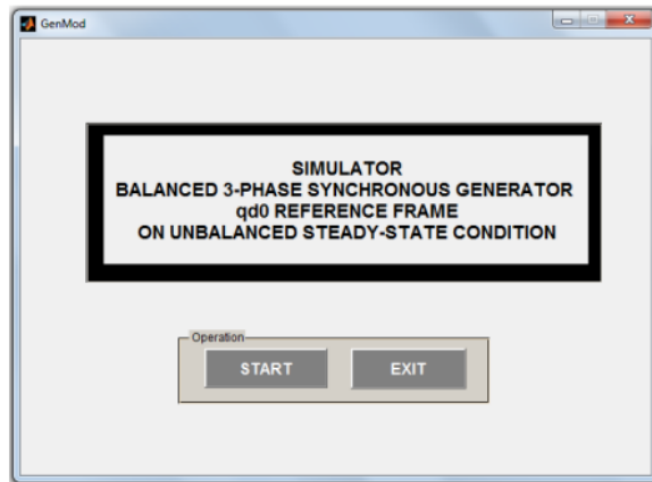 GenMod
SIMULATOR
BALANCED 3-PHASE SYNCHRONOUS GENERATOR
qd0 REFERENCE FRAME
ON UNBALANCED STEADY-STATE CONDITION
Operation
START
EXIT